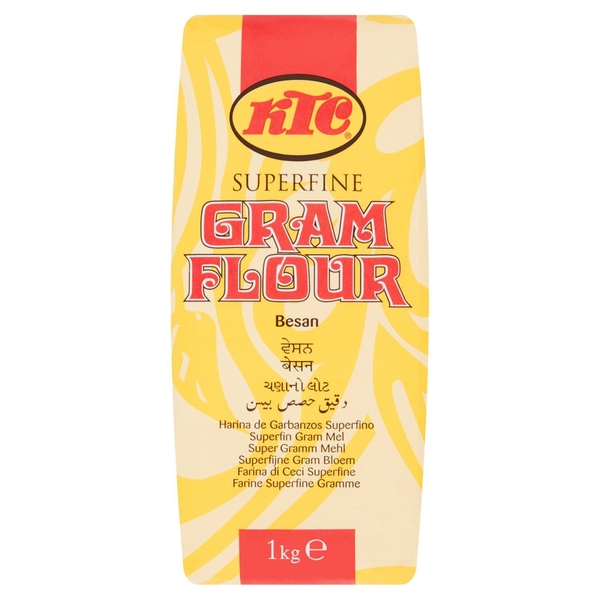 KTC®
SUPERFINE
GRAM
FLOUR
Besan
ਵੇਸਨ
बेसन
ચણાનો લોટ
دقيق حمص بيسن
Harina de Garbanzos Superfino
Superfin Gram Mel
Super Gramm Mehl
Superfijne Gram Bloem
Farina di Ceci Superfine
Farine Superfine Gramme
1kg ℮